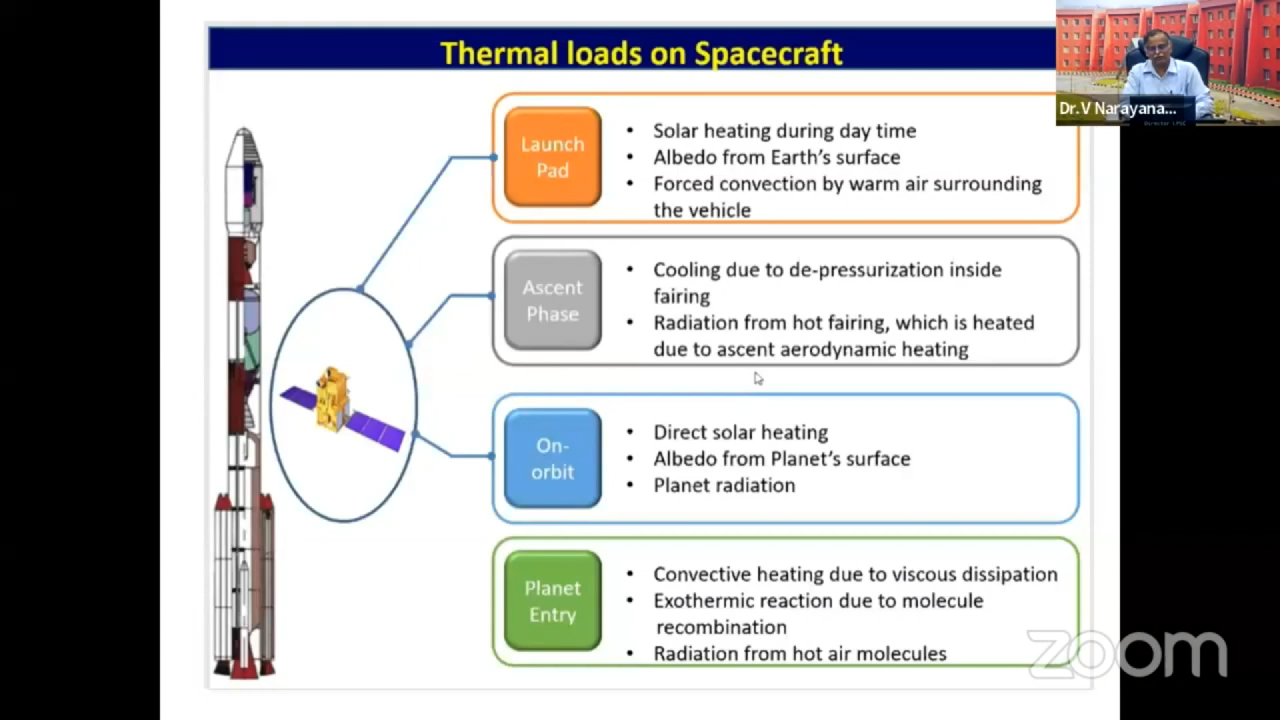 Thermal loads on Spacecraft
Dr.V Narayana...
Launch
Pad
• Solar heating during day time
• Albedo from Earth's surface
• Forced convection by warm air surrounding
the vehicle
Ascent
Phase
• Cooling due to de-pressurization inside
fairing
• Radiation from hot fairing, which is heated
due to ascent aerodynamic heating
On-
orbit
• Direct solar heating
• Albedo from Planet's surface
• Planet radiation
Planet
Entry
• Convective heating due to viscous dissipation
• Exothermic reaction due to molecule
recombination
• Radiation from hot air molecules
zoom